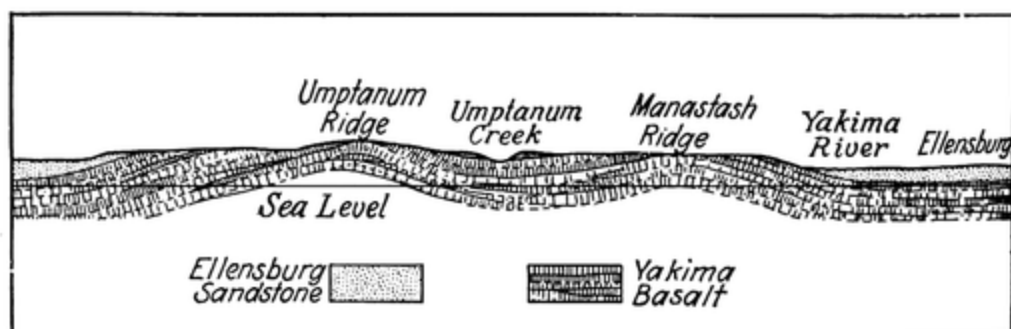 Umptanum
Ridge
Umptanum
Creek
Manastash
Ridge
Yakima
River
Ellensburg
Sea Level
Ellensburg
Sandstone
Yakima
Basalt